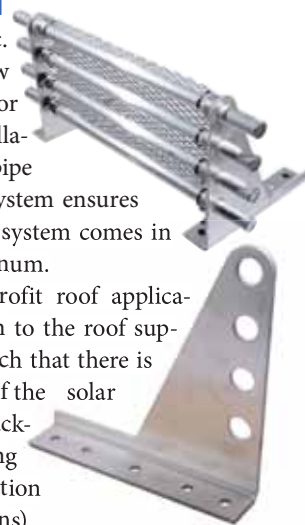 t.
w
or
lla-
pipe
ystem ensures
system comes in
num.
rofit roof applica-
n to the roof sup-
ch that there is
f the solar
ack-
ng
tion
ns)